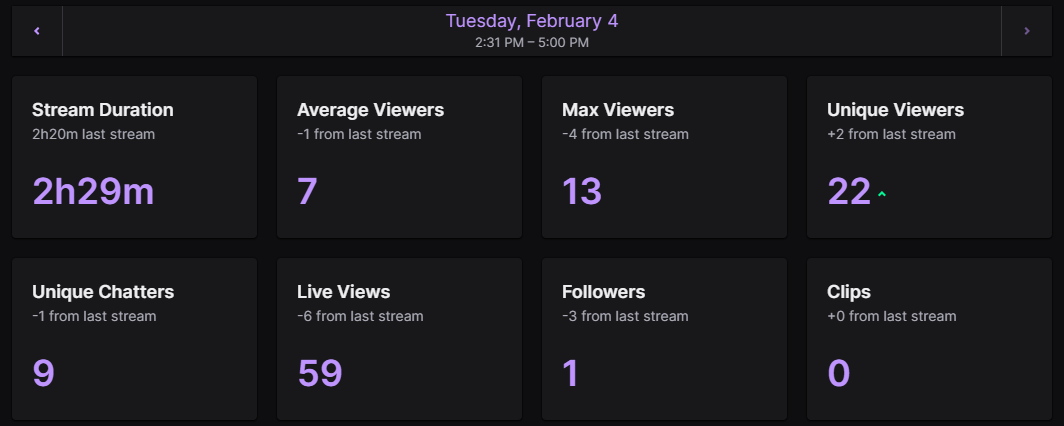 Tuesday, February 4
2:31 PM – 5:00 PM
Stream Duration
2h20m last stream
2h29m
Average Viewers
-1 from last stream
7
Max Viewers
-4 from last stream
13
Unique Viewers
+2 from last stream
22
Unique Chatters
-1 from last stream
9
Live Views
-6 from last stream
59
Followers
-3 from last stream
1
Clips
+0 from last stream
0